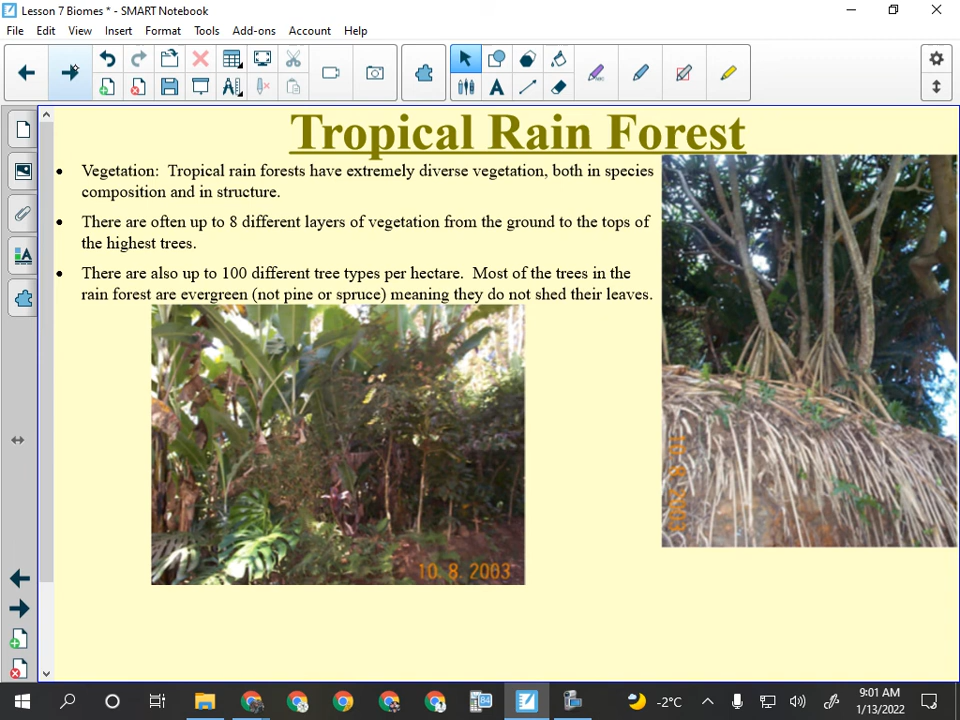 Lesson 7 Biomes * - SMART Notebook
File Edit View Insert Format Tools Add-ons Account Help
Tropical Rain Forest
• Vegetation: Tropical rain forests have extremely diverse vegetation, both in species
composition and in structure.
• There are often up to 8 different layers of vegetation from the ground to the tops of
the highest trees.
• There are also up to 100 different tree types per hectare. Most of the trees in the
rain forest are evergreen (not pine or spruce) meaning they do not shed their leaves.
10. 8. 2003
10. 8. 2003
-2°C
9:01 AM
1/13/2022